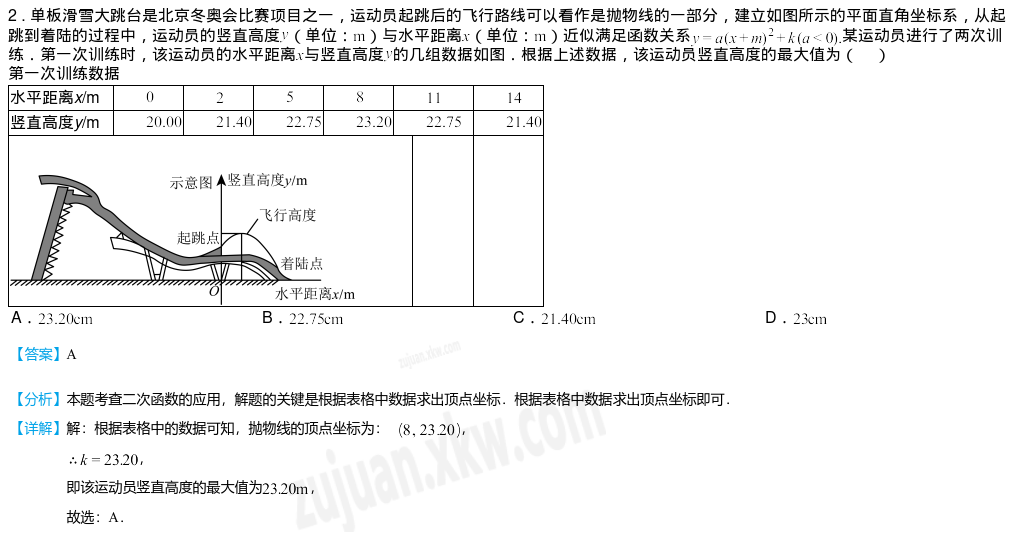 2．单板滑雪大跳台是北京冬奥会比赛项目之一，运动员起跳后的飞行路线可以看作是抛物线的一部分，建立如图所示的平面直角坐标系，从起
跳到着陆的过程中，运动员的竖直高度y（单位：m）与水平距离x（单位：m）近似满足函数关系y=a(x+m)²+k(a<0).某运动员进行了两次训
练．第一次训练时，该运动员的水平距离x与竖直高度y的几组数据如图．根据上述数据，该运动员竖直高度的最大值为（　）
第一次训练数据
水平距离x/m 0 2 5 8 11 14
竖直高度y/m 20.00 21.40 22.75 23.20 22.75 21.40
示意图 竖直高度y/m
飞行高度
起跳点
着陆点
O 水平距离x/m
A．23.20cm B．22.75cm C．21.40cm D．23cm
【答案】A
【分析】本题考查二次函数的应用，解题的关键是根据表格中数据求出顶点坐标．根据表格中数据求出顶点坐标即可．
【详解】解：根据表格中的数据可知，抛物线的顶点坐标为：(8,23.20),
∴k=23.20,
即该运动员竖直高度的最大值为23.20m,
故选：A．
zujuan.xkw.com
zujuan.xkw.com